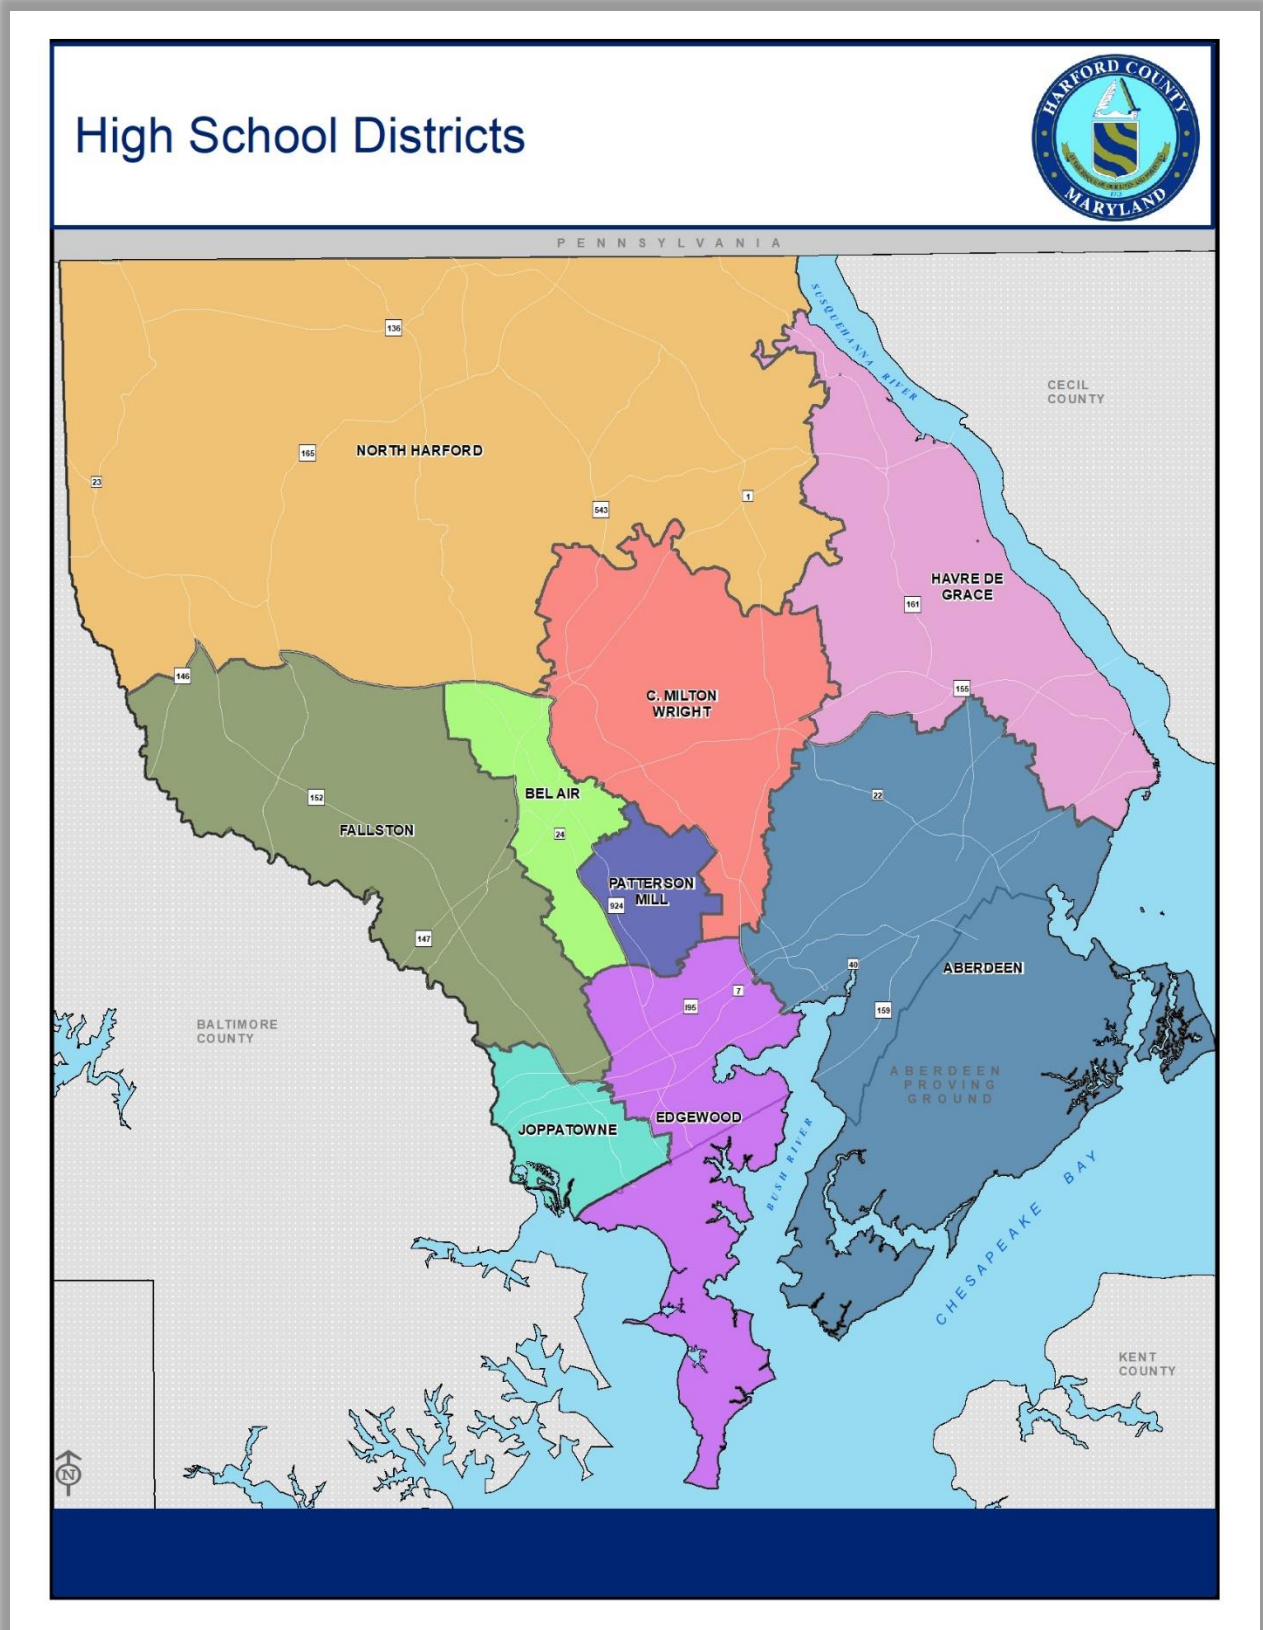 High School Districts
HARFORD COUNTY
MARYLAND
PENNSYLVANIA
SUSQUEHANNA RIVER
136
CECIL
COUNTY
165
NORTH HARFORD
23
1
543
HAVRE DE
GRACE
161
146
155
C. MILTON
WRIGHT
152
BEL AIR
22
FALLSTON
24
PATTERSON
MILL
924
147
40
ABERDEEN
7
I95
159
BALTIMORE
COUNTY
ABERDEEN
PROVING
GROUND
EDGEWOOD
JOPPATOWNE
BUSH RIVER
CHESAPEAKE BAY
KENT
COUNTY
N